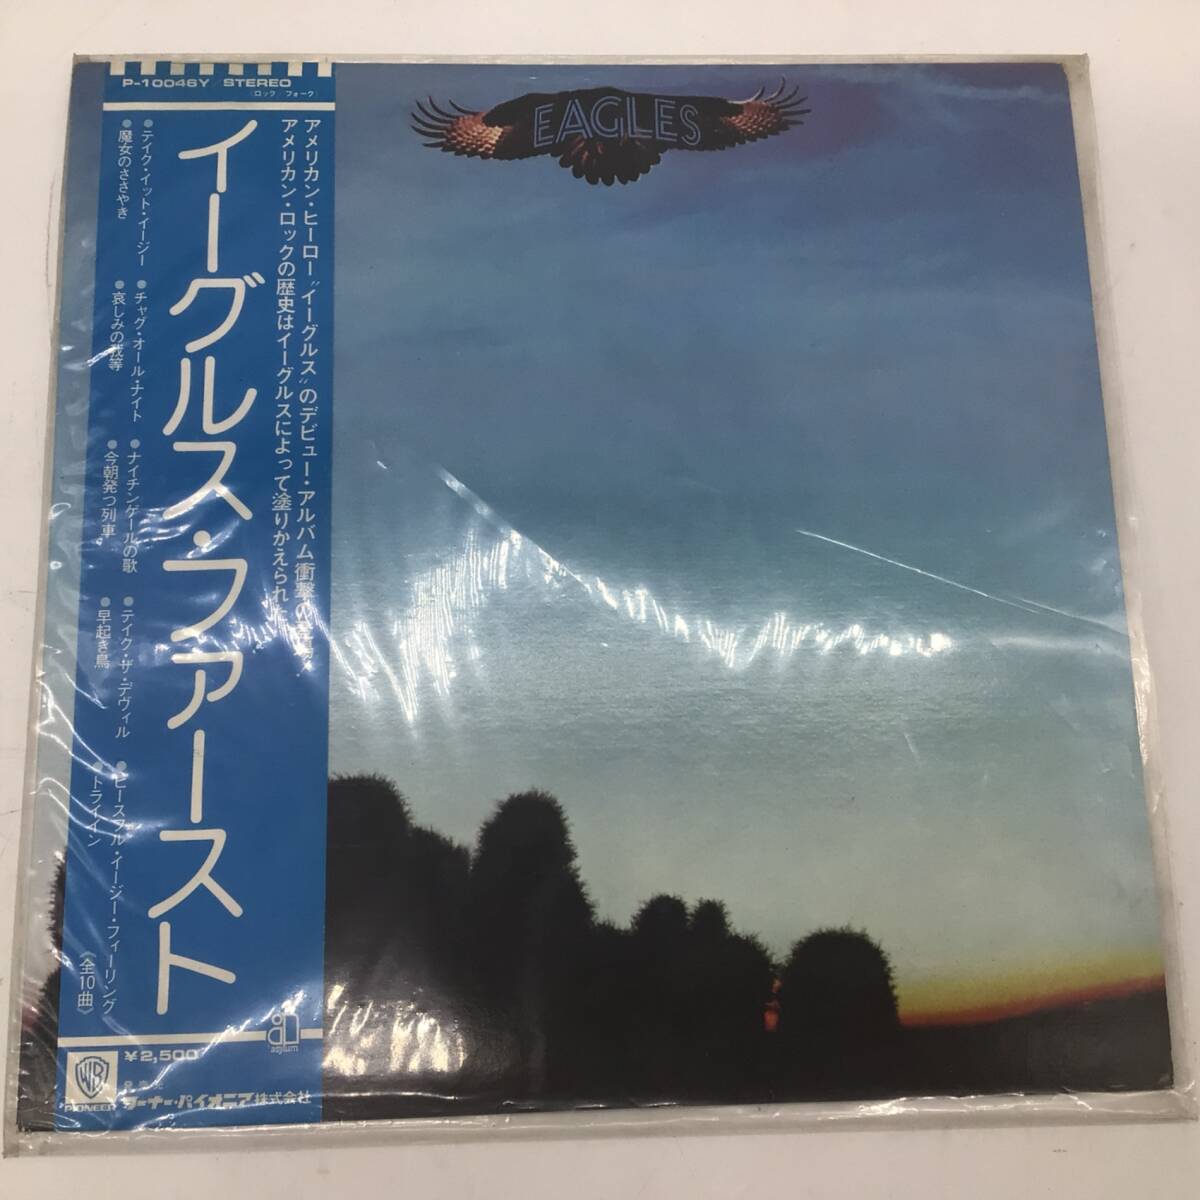 P-10046Y / STEREO
(ロック フォーク)
EAGLES
アメリカン・ヒーロー“イーグルス”のデビュー・アルバム衝撃の
アメリカン・ロックの歴史はイーグルスによって塗りかえられた
イーグルス・ファースト
●テイク・イット・イージー
●魔女のささやき
●チャグ・オール・ナイト
●哀しみの我等
●ナイチンゲールの歌
●今朝発つ列車
●テイク・ザ・デヴィル
●早起き鳥
●ピースフル・イージー・フィーリング
●トライイン
《全10曲》
asylum
WB
PIONEER
¥2,500
ワーナー・パイオニア株式会社